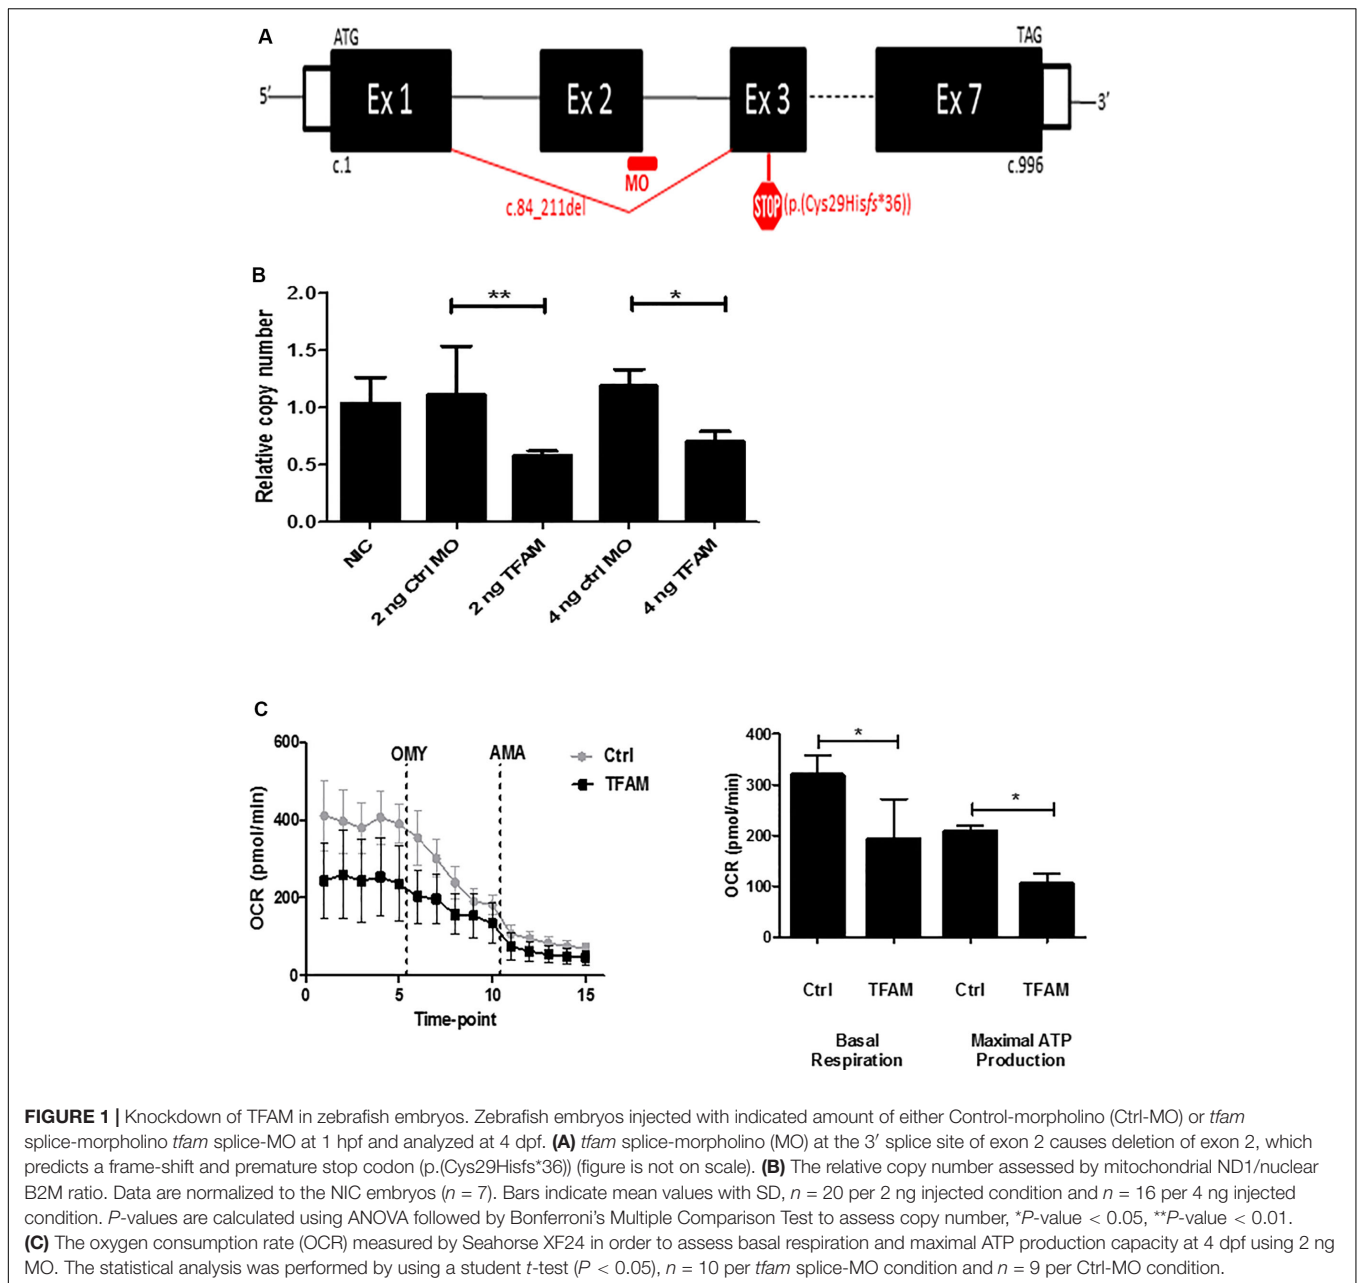 A
ATG
TAG
5′
Ex 1
Ex 2
Ex 3
Ex 7
3′
c.1
MO
c.996
c.84_211del
STOP
(p.(Cys29Hisfs*36))
B
2.0
1.5
1.0
0.5
0.0
Relative copy number
**
*
NIC
2 ng Ctrl MO
2 ng TFAM
4 ng ctrl MO
4 ng TFAM
C
600
400
200
0
OCR (pmol/min)
OMY
AMA
Ctrl
TFAM
0
5
10
15
Time-point
400
300
200
100
0
OCR (pmol/min)
*
*
Ctrl
TFAM
Ctrl
TFAM
Basal
Respiration
Maximal ATP
Production
FIGURE 1 | Knockdown of TFAM in zebrafish embryos. Zebrafish embryos injected with indicated amount of either Control-morpholino (Ctrl-MO) or tfam
splice-morpholino tfam splice-MO at 1 hpf and analyzed at 4 dpf. (A) tfam splice-morpholino (MO) at the 3′ splice site of exon 2 causes deletion of exon 2, which
predicts a frame-shift and premature stop codon (p.(Cys29Hisfs*36)) (figure is not on scale). (B) The relative copy number assessed by mitochondrial ND1/nuclear
B2M ratio. Data are normalized to the NIC embryos (n = 7). Bars indicate mean values with SD, n = 20 per 2 ng injected condition and n = 16 per 4 ng injected
condition. P-values are calculated using ANOVA followed by Bonferroni's Multiple Comparison Test to assess copy number, *P-value < 0.05, **P-value < 0.01.
(C) The oxygen consumption rate (OCR) measured by Seahorse XF24 in order to assess basal respiration and maximal ATP production capacity at 4 dpf using 2 ng
MO. The statistical analysis was performed by using a student t-test (P < 0.05), n = 10 per tfam splice-MO condition and n = 9 per Ctrl-MO condition.